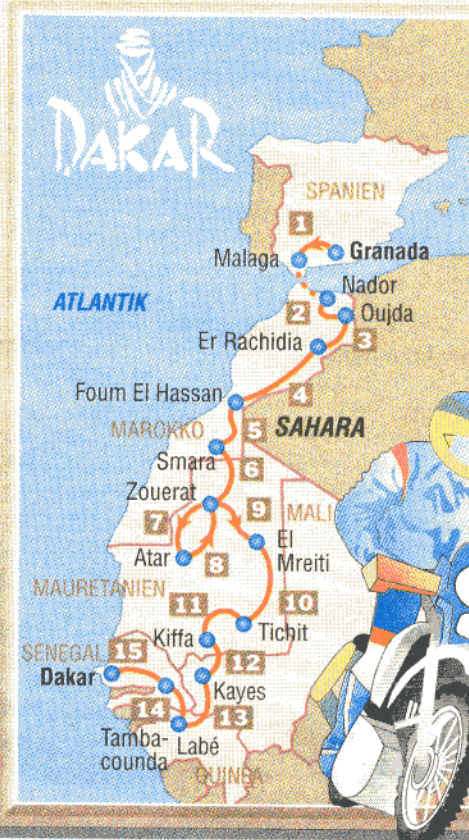 DAKAR
SPANIEN
1
Malaga
Granada
Nador
ATLANTIK
2
Oujda
Er Rachidia
3
4
Foum El Hassan
MAROKKO
5
SAHARA
Smara
6
Zouerat
7
9
MALI
El
Mreiti
Atar
8
MAURETANIEN
11
10
Kiffa
Tichit
SENEGAL
15
12
Dakar
Kayes
14
13
Tamba-
counda
Labé
GUINEA